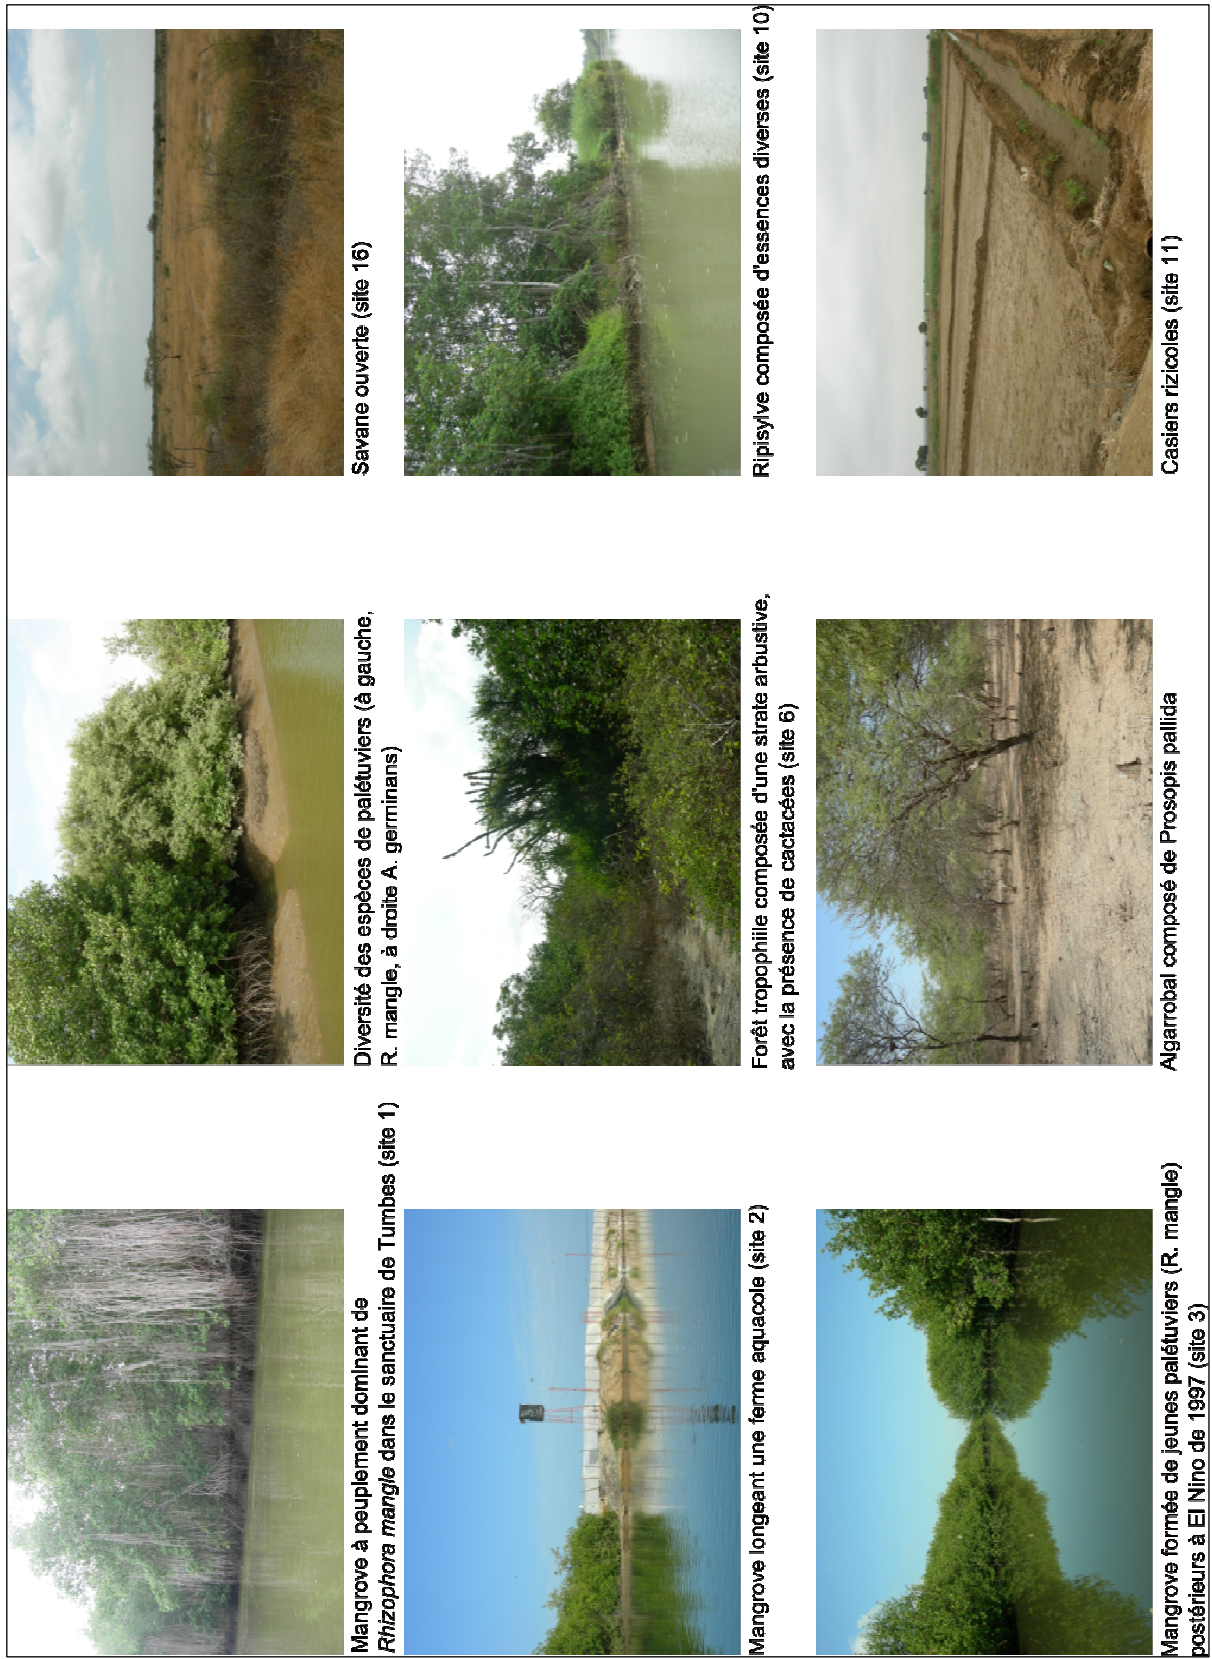 Mangrove à peuplement dominant de
Rhizophora mangle dans le sanctuaire de Tumbes (site 1)
Diversité des espèces de palétuviers (à gauche,
R. mangle, à droite A. germinans)
Savane ouverte (site 16)
Mangrove longeant une ferme aquacole (site 2)
Forêt tropophiile composée d'une strate arbustive,
avec la présence de cactacées (site 6)
Ripisylve composée d'essences diverses (site 10)
Mangrove formée de jeunes palétuviers (R. mangle)
postérieurs à El Nino de 1997 (site 3)
Algarrobal composé de Prosopis pallida
Casiers rizicoles (site 11)